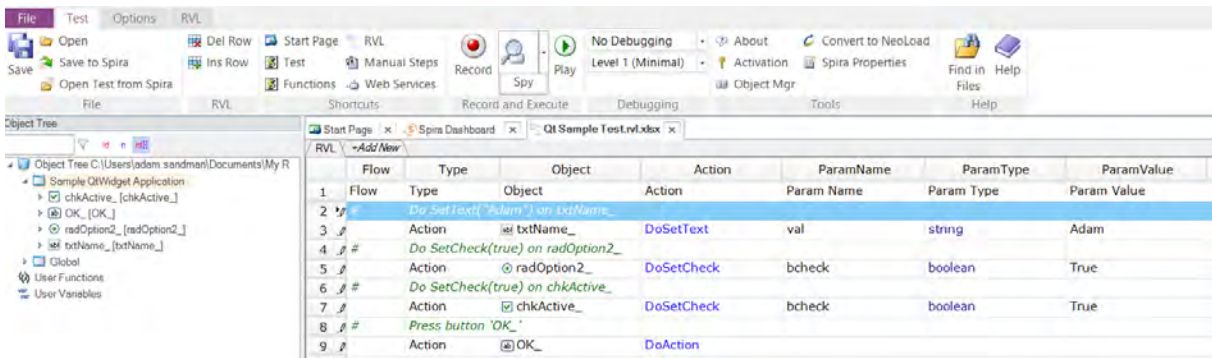 File Test Options RVL
Open Del Row Start Page RVL No Debugging About Convert to NeoLoad
Save Save to Spira Ins Row Test Manual Steps Record Spy Play Level 1 (Minimal) Activation Spira Properties Find in Files Help
Open Test from Spira Functions Web Services Object Mgr
File RVL Shortcuts Record and Execute Debugging Tools Help
Object Tree
Start Page x Spira Dashboard x Qt Sample Test.rvl.xlsx x
RVL +Add New
Object Tree C:\Users\adam.sandman\Documents\My R
Sample QtWidget Application
chkActive_ [chkActive_]
OK_ [OK_]
radOption2_ [radOption2_]
txtName_ [txtName_]
Global
User Functions
User Variables
Flow Type Object Action ParamName ParamType ParamValue
1 Flow Type Object Action Param Name Param Type Param Value
2 # Do SetText("Adam") on txtName_
3 Action txtName_ DoSetText val string Adam
4 # Do SetCheck(true) on radOption2_
5 Action radOption2_ DoSetCheck bcheck boolean True
6 # Do SetCheck(true) on chkActive_
7 Action chkActive_ DoSetCheck bcheck boolean True
8 # Press button 'OK_'
9 Action OK_ DoAction